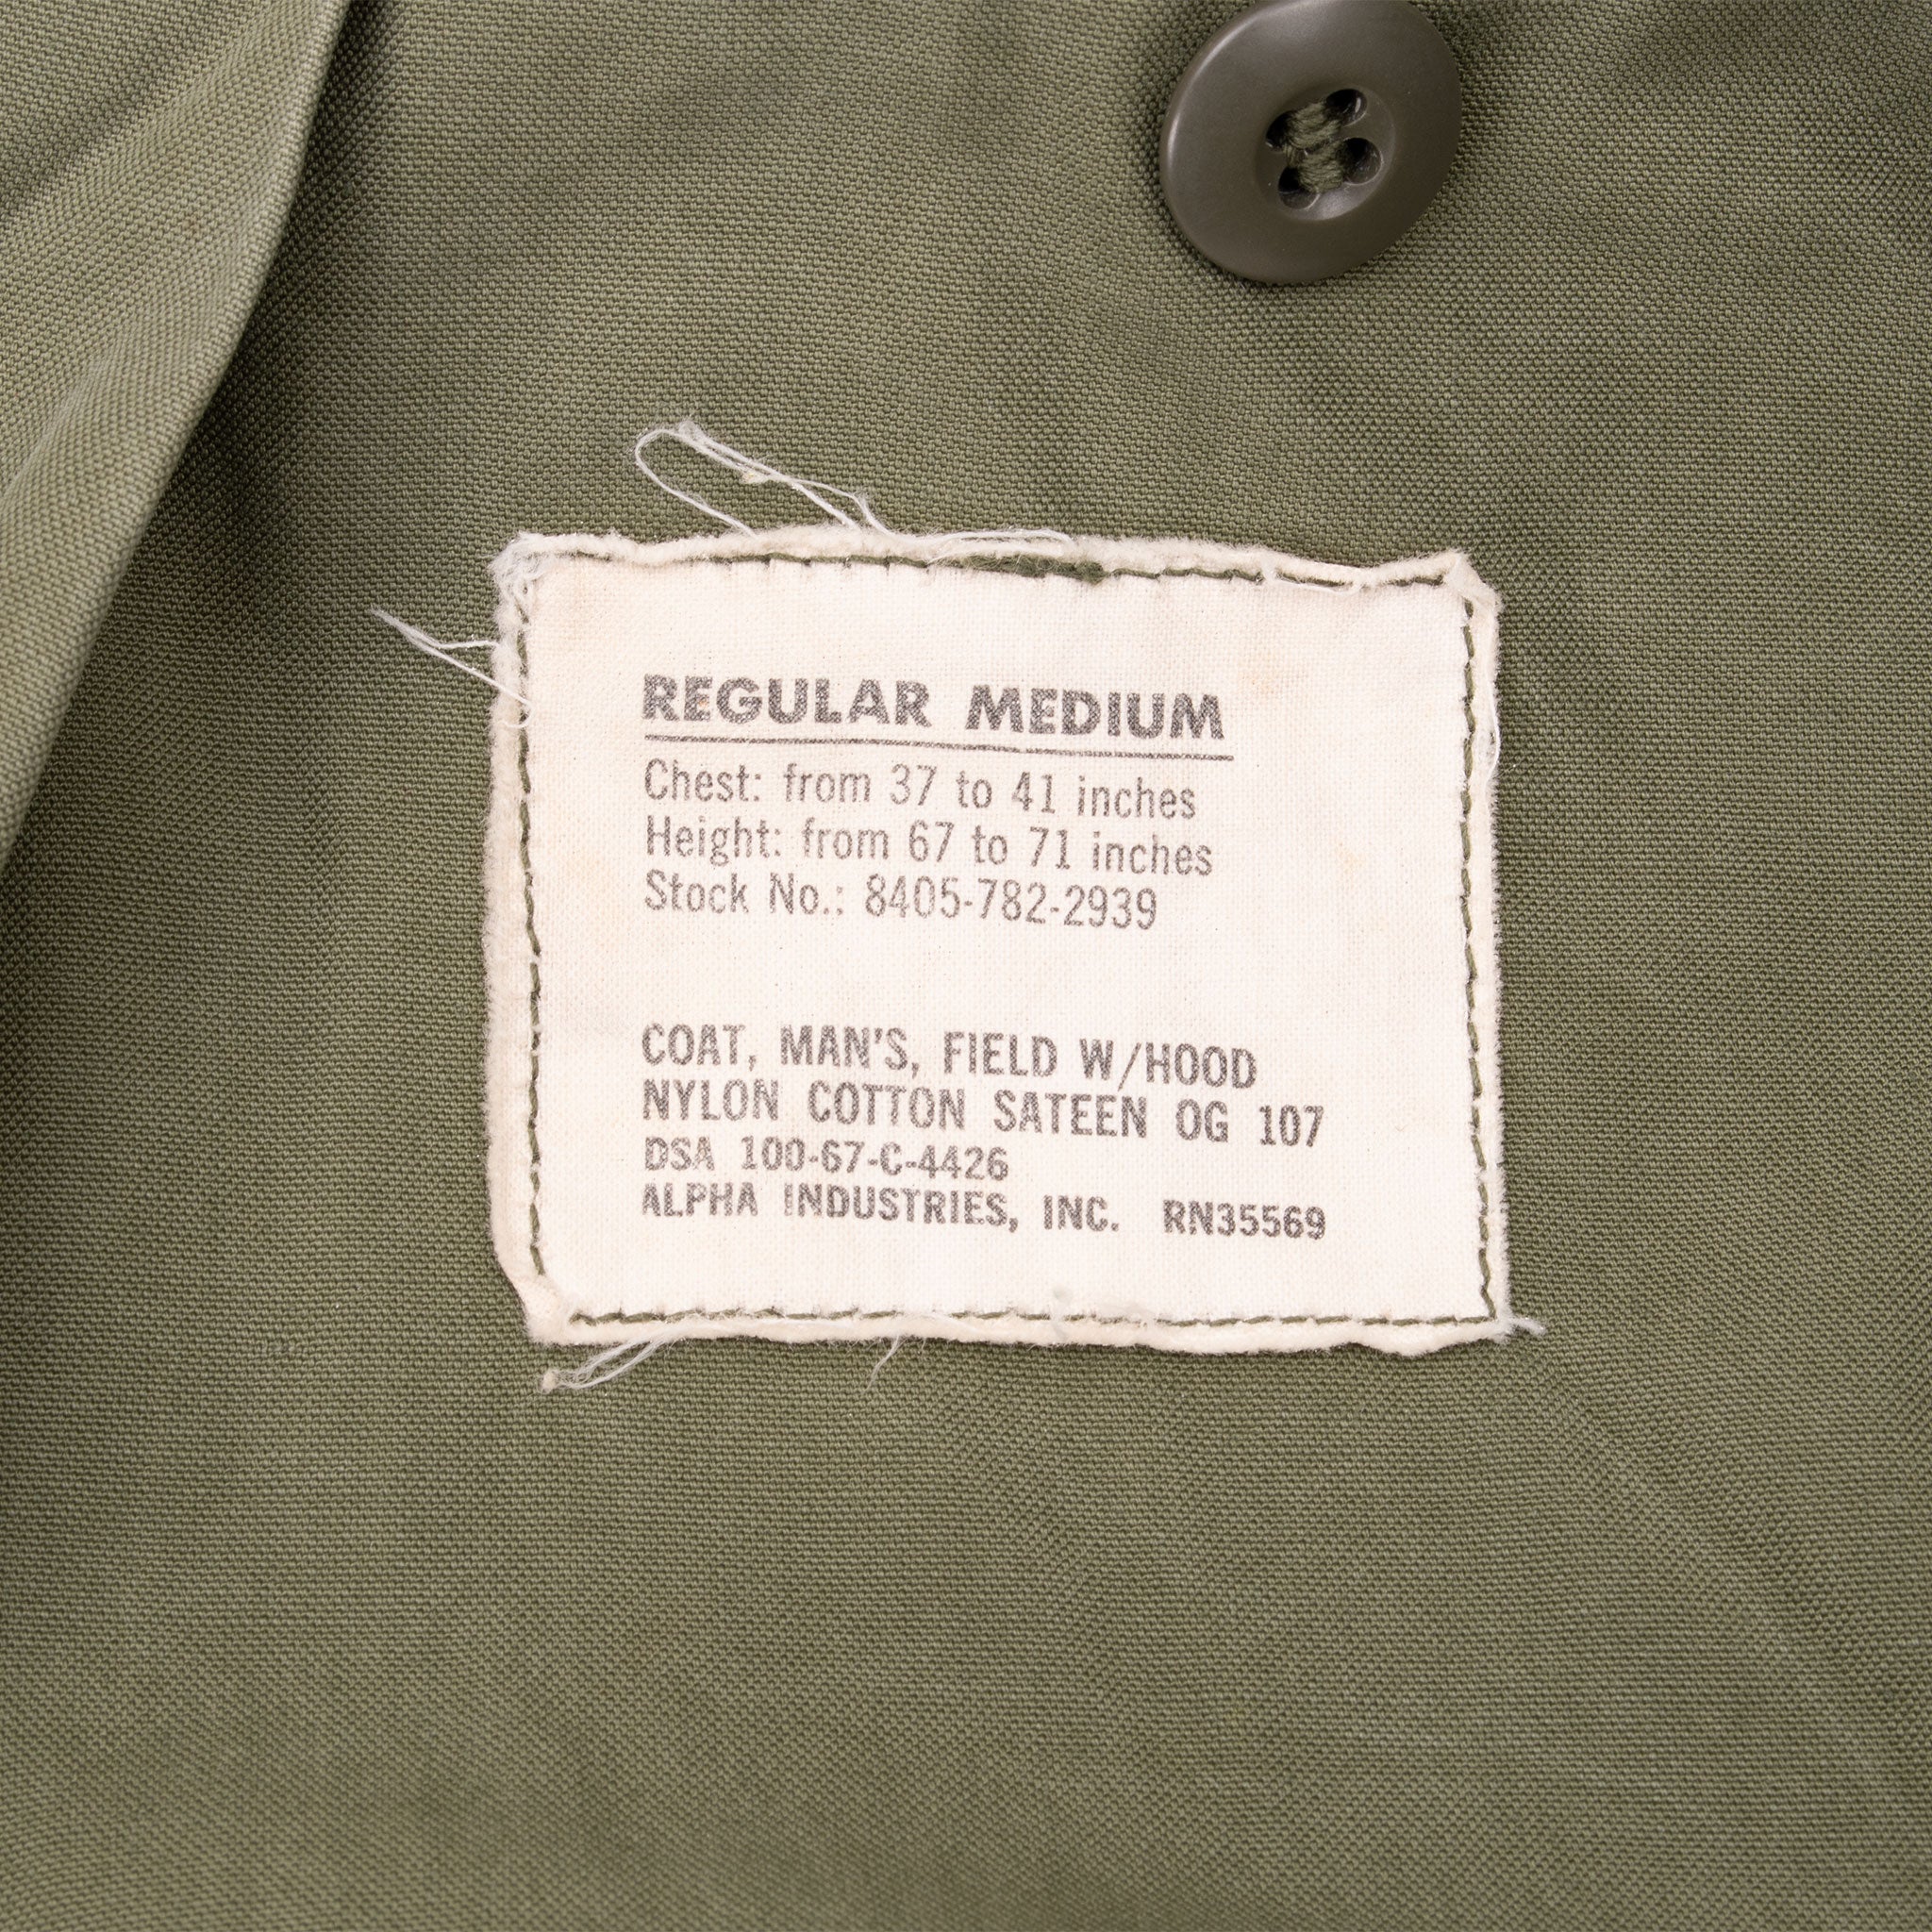 REGULAR MEDIUM
Chest: from 37 to 41 inches
Height: from 67 to 71 inches
Stock No.: 8405-782-2939
COAT, MAN'S, FIELD W/HOOD
NYLON COTTON SATEEN OG 107
DSA 100-67-C-4426
ALPHA INDUSTRIES, INC. RN35569